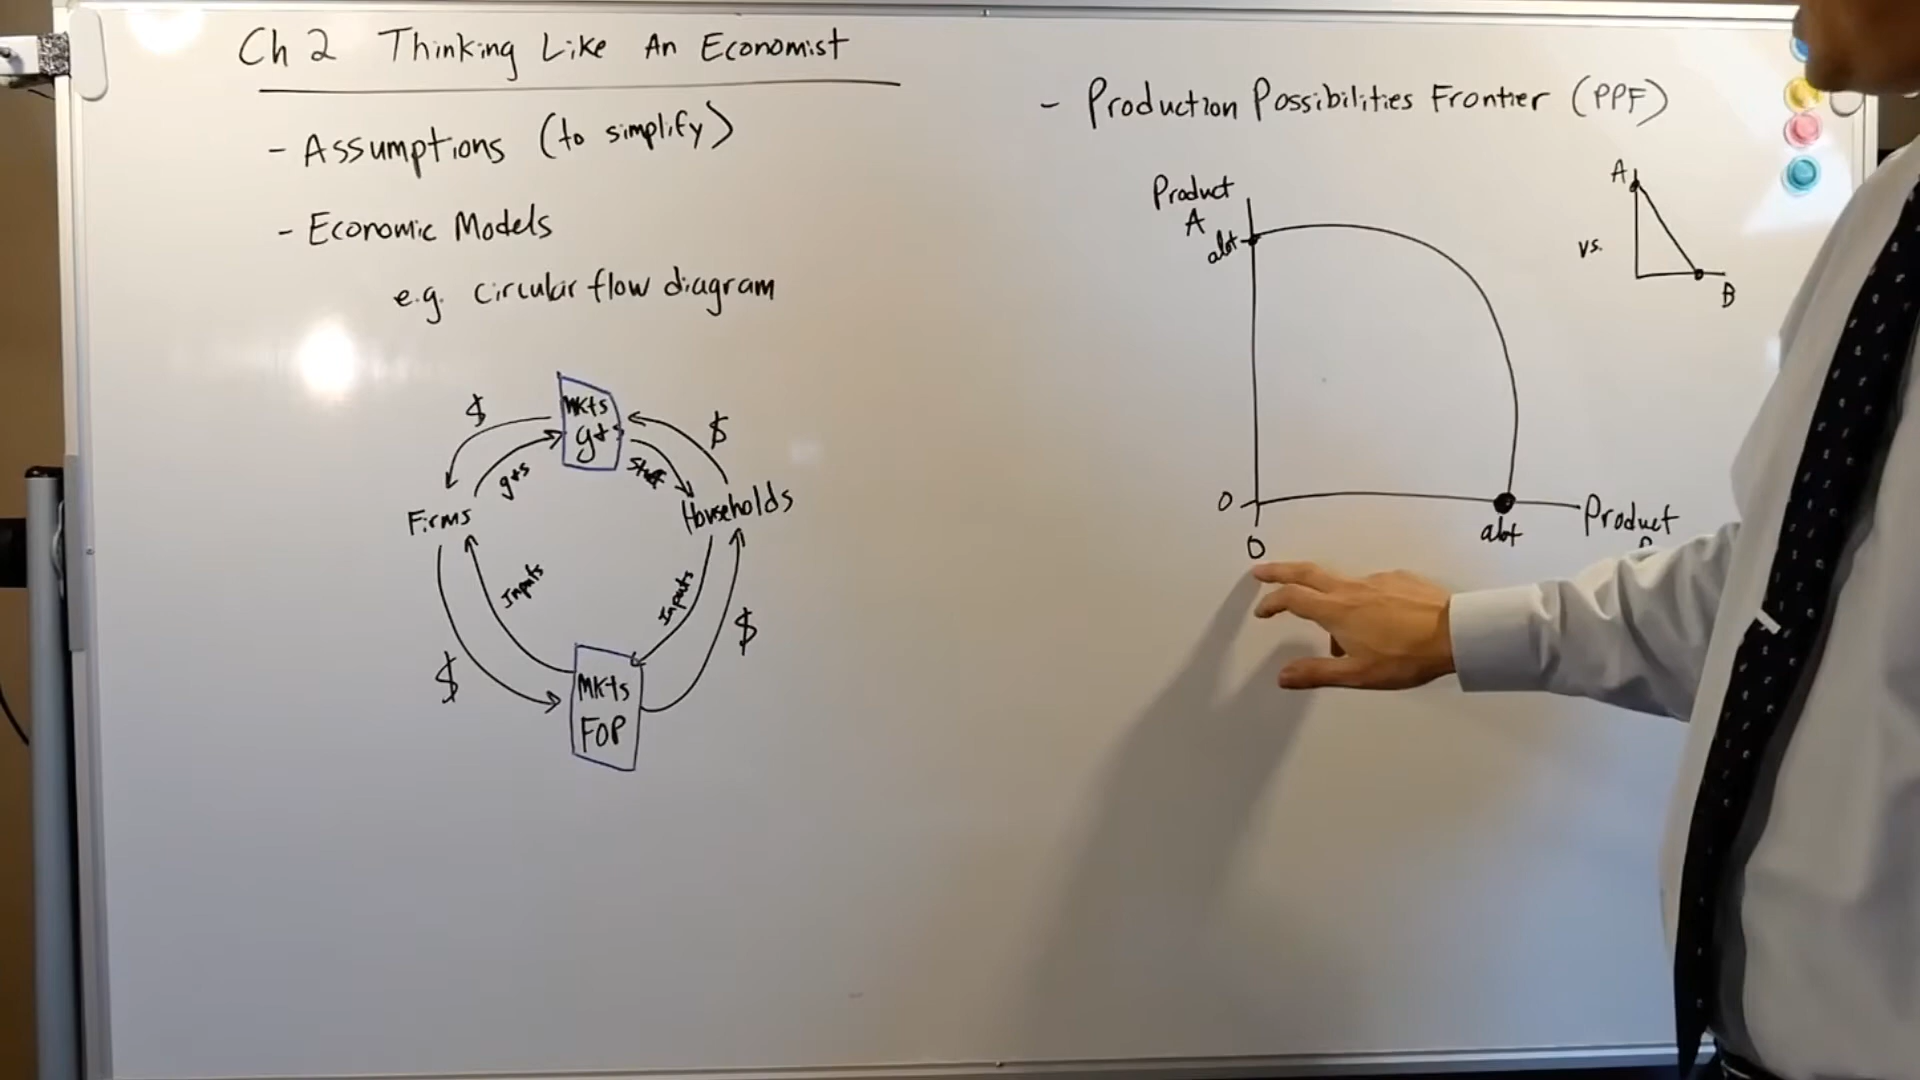 Ch 2 Thinking Like An Economist
- Assumptions (to simplify)
- Economic Models
e.g. circular flow diagram
$
Mkts
g+s
$
g+s
Stuff
Firms
Households
Inputs
Inputs
$
$
Mkts
FOP
- Production Possibilities Frontier (PPF)
Product
A
alot
0
0
alot
Product
vs.
A
B